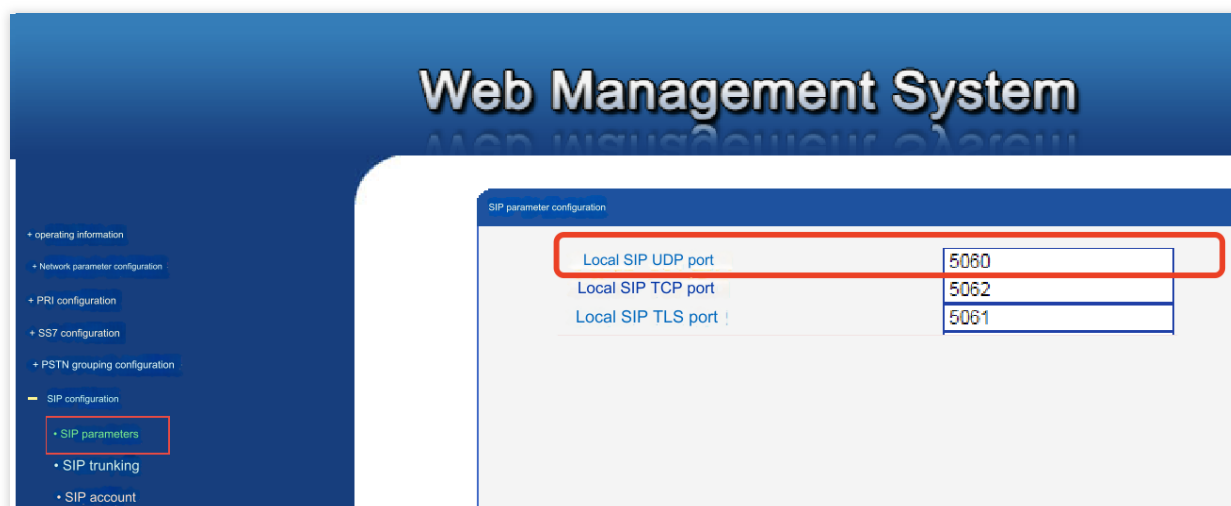 Web Management System
SIP parameter configuration
+ operating information
+ Network parameter configuration
+ PRI configuration
+ SS7 configuration
+ PSTN grouping configuration
− SIP configuration
• SIP parameters
• SIP trunking
• SIP account
Local SIP UDP port 5060
Local SIP TCP port 5062
Local SIP TLS port 5061